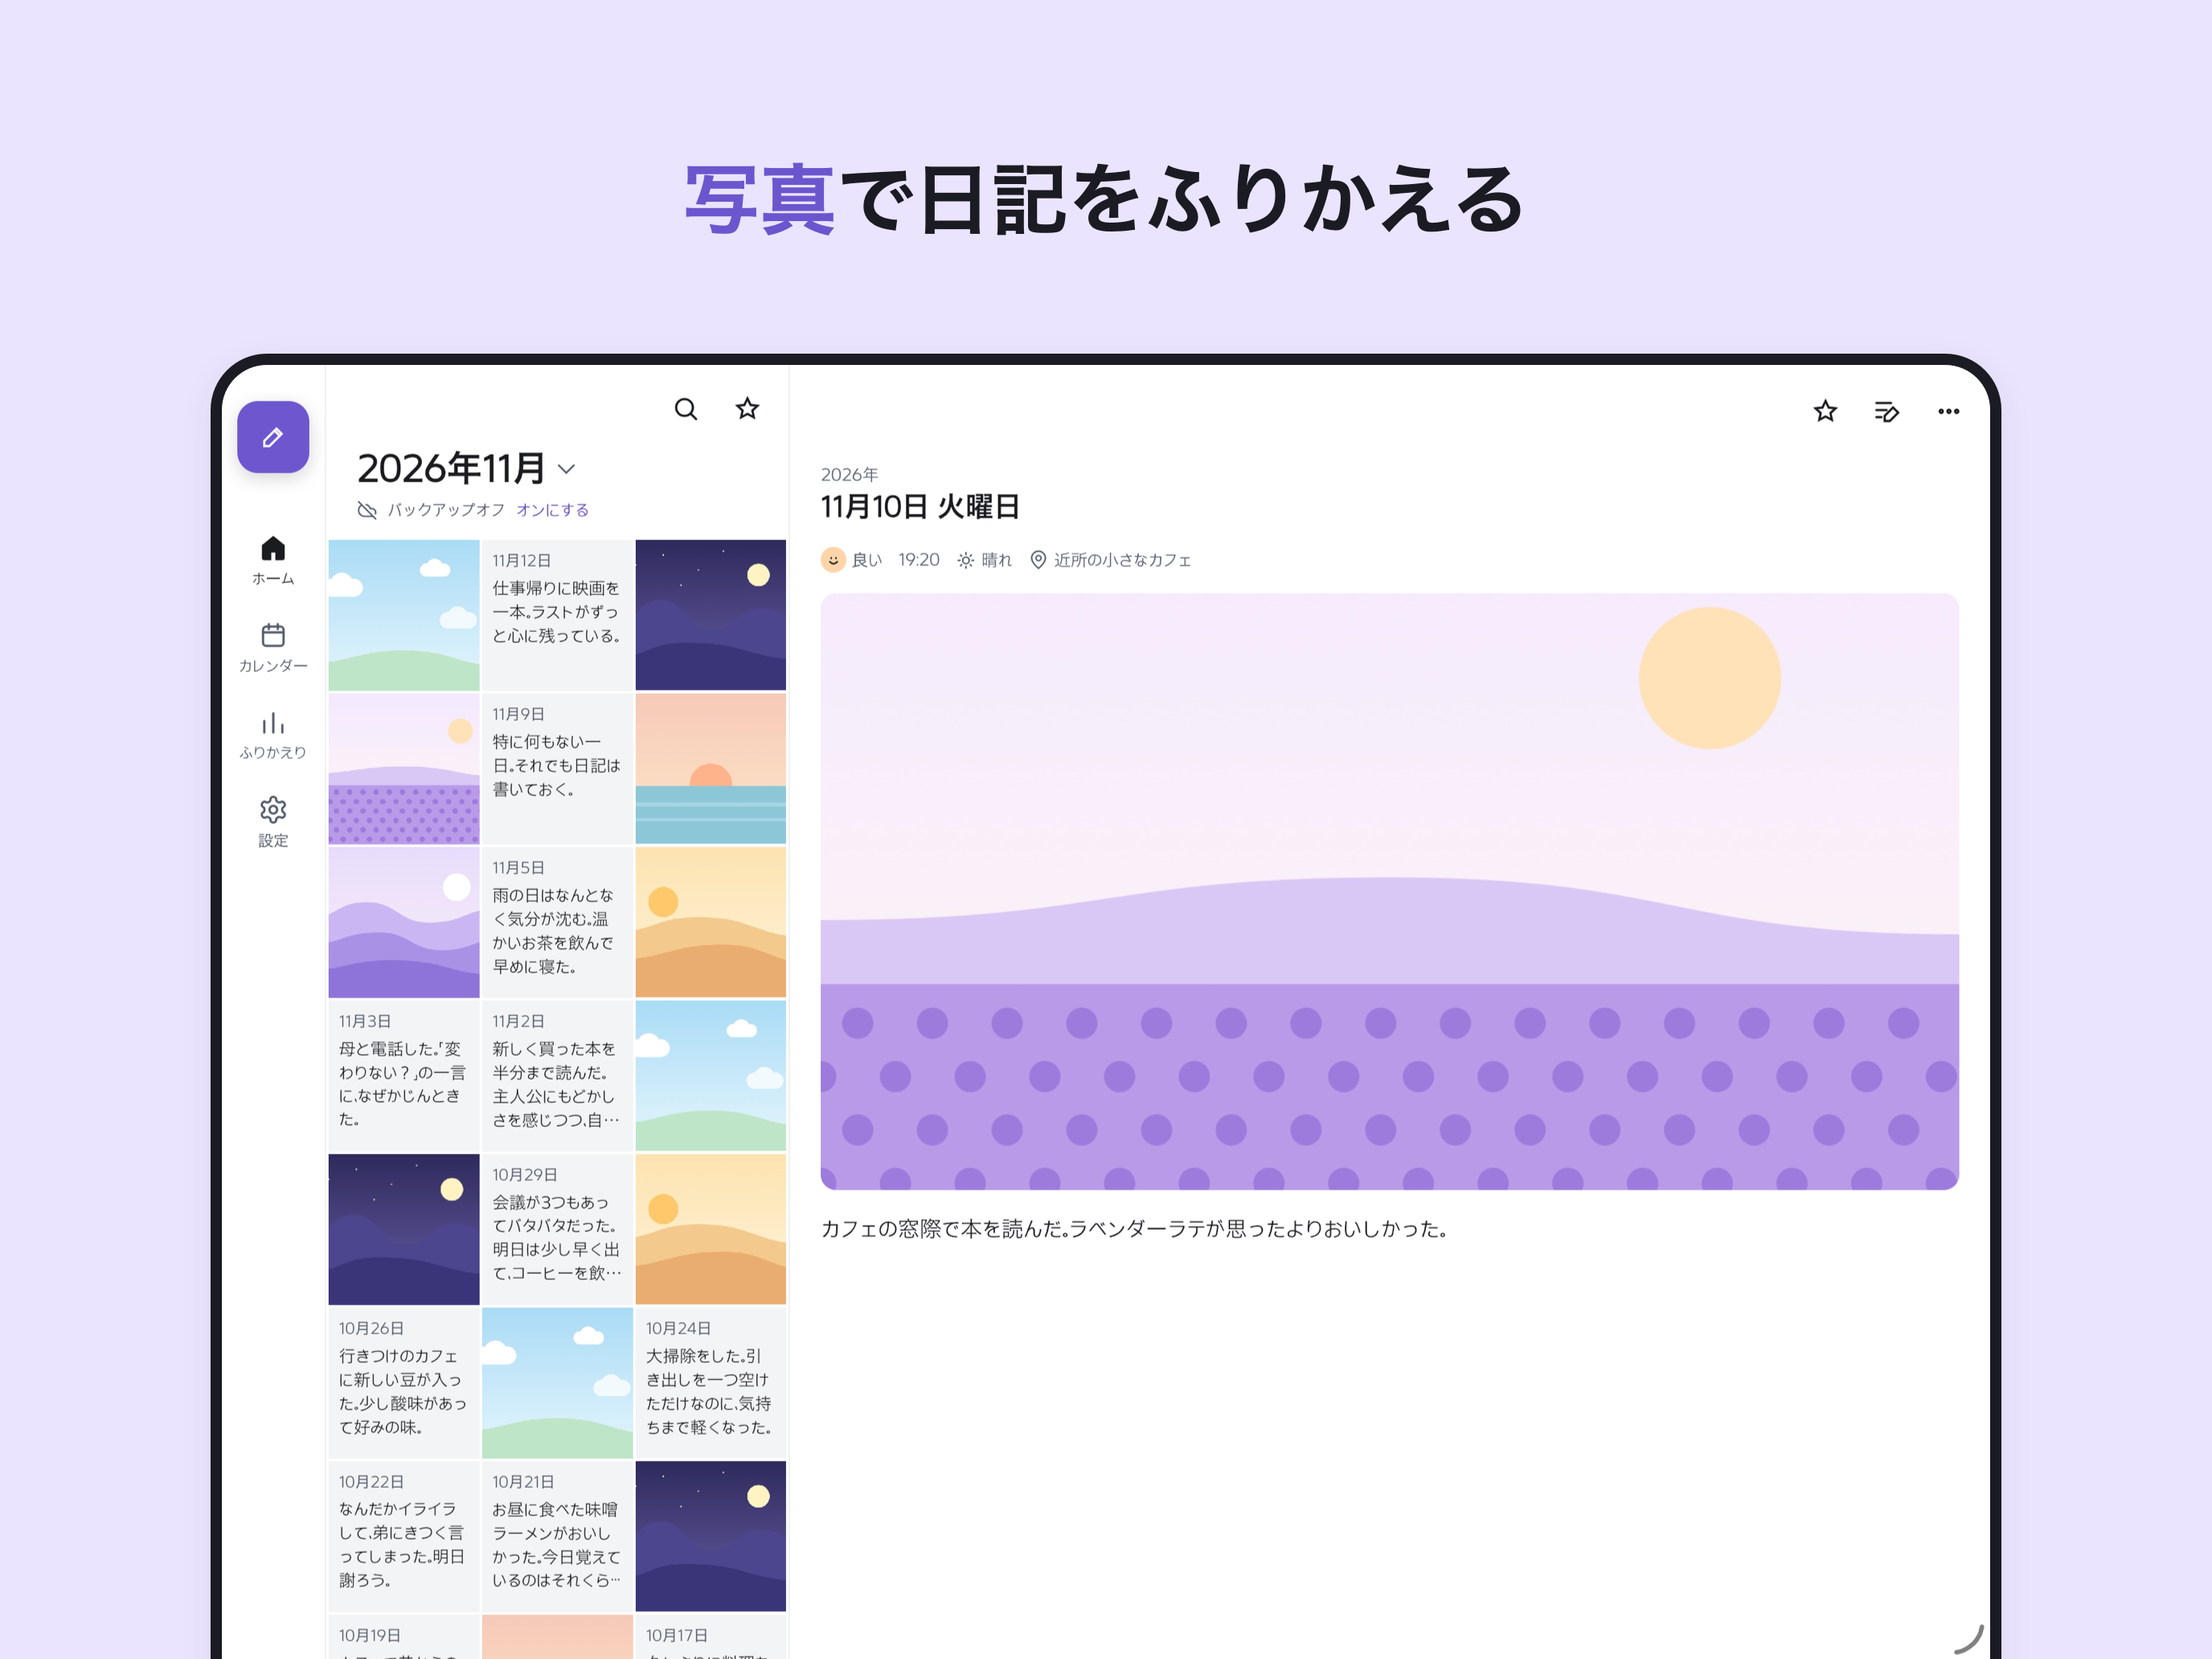 写真で日記をふりかえる
ホーム
カレンダー
ふりかえり
設定
2026年11月
バックアップオフ オンにする
11月12日
仕事帰りに映画を
一本。ラストがずっ
と心に残っている。
11月9日
特に何もない一
日。それでも日記は
書いておく。
11月5日
雨の日はなんとな
く気分が沈む。温
かいお茶を飲んで
早めに寝た。
11月3日
母と電話した。「変
わりない？」の一言
に、なぜかじんとき
た。
11月2日
新しく買った本を
半分まで読んだ。
主人公にもどかし
さを感じつつ、自…
10月29日
会議が3つもあっ
てバタバタだった。
明日は少し早く出
て、コーヒーを飲…
10月26日
行きつけのカフェ
に新しい豆が入っ
た。少し酸味があっ
て好みの味。
10月24日
大掃除をした。引
き出しを一つ空け
ただけなのに、気持
ちまで軽くなった。
10月22日
なんだかイライラ
して、弟にきつく言
ってしまった。明日
謝ろう。
10月21日
お昼に食べた味噌
ラーメンがおいし
かった。今日覚えて
いるのはそれくら…
10月19日
10月17日
2026年
11月10日 火曜日
良い 19:20 晴れ 近所の小さなカフェ
カフェの窓際で本を読んだ。ラベンダーラテが思ったよりおいしかった。